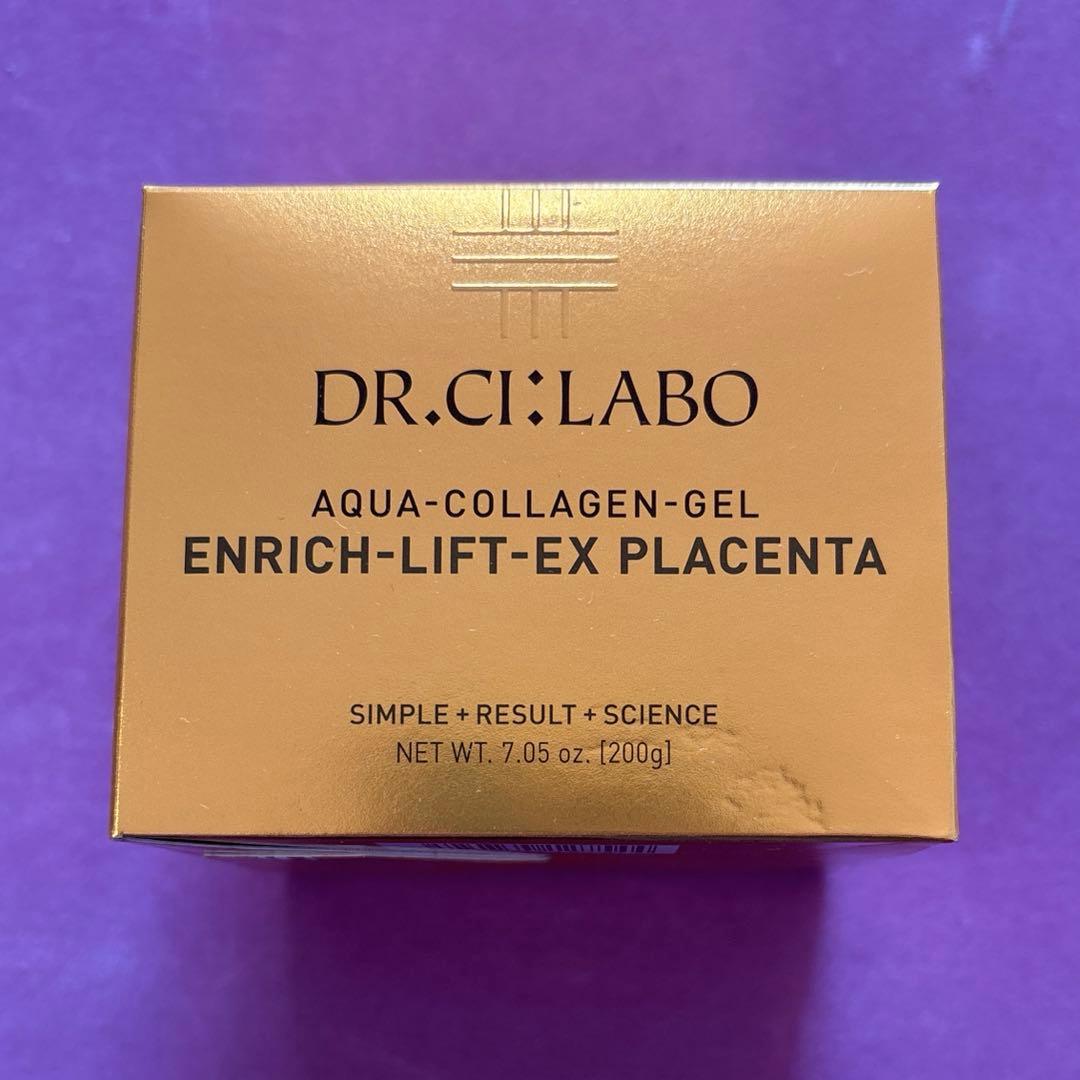 DR.CI:LABO
AQUA-COLLAGEN-GEL
ENRICH-LIFT-EX PLACENTA
SIMPLE + RESULT + SCIENCE
NET WT. 7.05 oz. [200g]